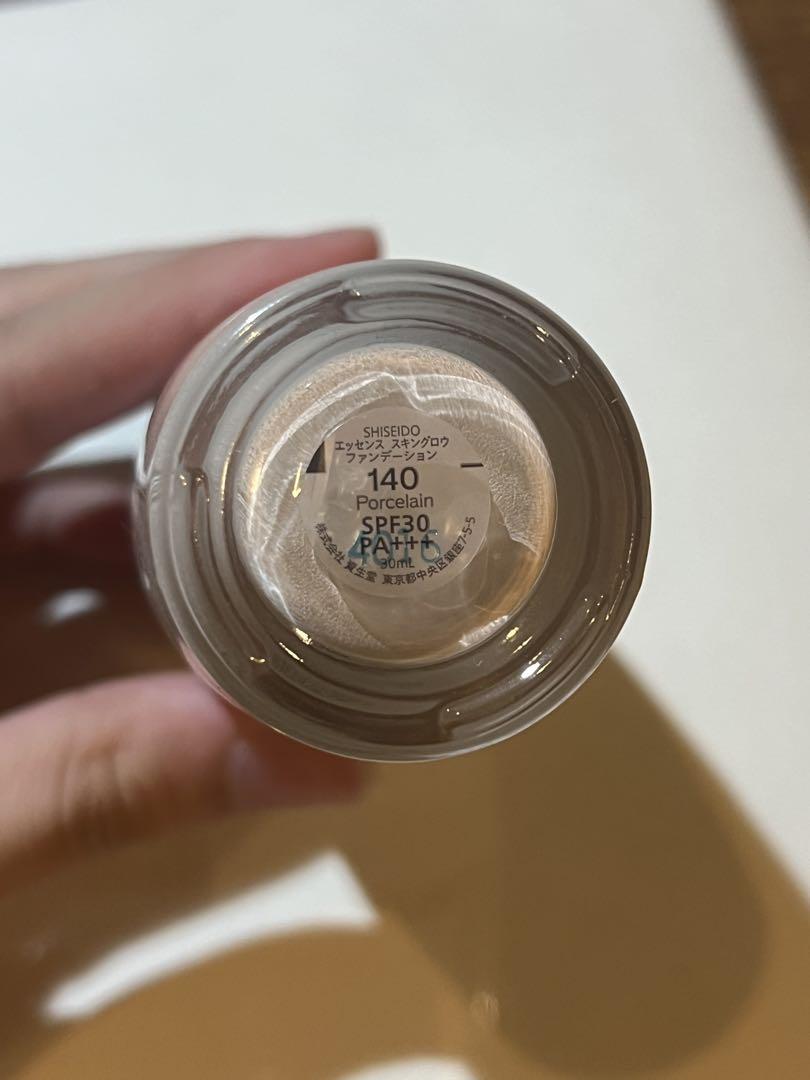 SHISEIDO
エッセンス スキングロウ
ファンデーション
140
Porcelain
SPF30
PA+++
30mL
株式会社 資生堂 東京都中央区銀座7-5-5